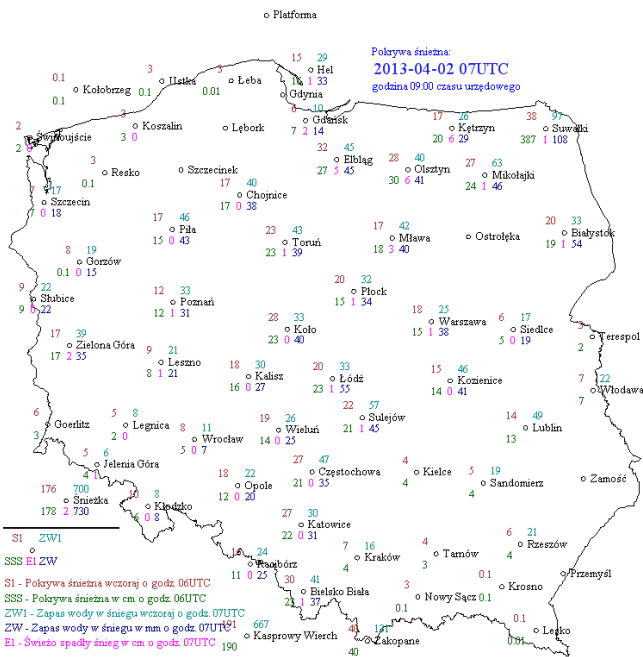 Platforma
Pokrywa śnieżna:
2013-04-02 07UTC
godzina 09:00 czasu urzędowego
15 29
Hel
16 1 33
3
Ustka
0.1
3
Łeba
0.01
0.1
Kołobrzeg
0.1
Gdynia
3
Koszalin
3 0
Lębork
6 10
Gdańsk
7 2 14
17 26
Kętrzyn
20 6 29
38 97
Suwałki
387 1 108
2
Świnoujście
2 0
3
Resko
0.1
Szczecinek
32 45
Elbląg
27 5 45
28 40
Olsztyn
30 6 41
27 63
Mikołajki
24 1 46
7 17
Szczecin
7 0 18
17 40
Chojnice
17 0 38
17 46
Piła
15 0 43
23 43
Toruń
23 1 39
17 42
Mława
18 3 40
Ostrołęka
20 33
Białystok
19 1 54
8 19
Gorzów
0.1 0 15
9 22
Słubice
9 0 22
12 33
Poznań
12 1 31
20 32
Płock
15 1 34
28 33
Koło
23 0 40
18 25
Warszawa
15 1 38
6 17
Siedlce
5 0 19
3
Terespol
2
17 39
Zielona Góra
17 2 35
9 21
Leszno
8 1 21
18 30
Kalisz
16 0 27
20 33
Łódź
23 1 55
15 46
Kozienice
14 0 41
7 22
Włodawa
7
6
Goerlitz
3
5 8
Legnica
2 0
8 11
Wrocław
5 0 7
19 26
Wieluń
14 0 25
22 57
Sulejów
21 1 45
14 49
Lublin
13
5 6
Jelenia Góra
4 1
176 700
Śnieżka
178 2 730
10 8
Kłodzko
6 0 8
18 22
Opole
12 0 20
27 47
Częstochowa
21 0 35
4
Kielce
4
5 19
Sandomierz
4
Zamość
27 30
Katowice
22 0 31
24
Racibórz
11 0 25
7 16
Kraków
4
3
Tarnów
4
6 21
Rzeszów
4
30 41
Bielsko Biała
23 1 37
3
Nowy Sącz
0.1
0.1
Krosno
0.1
Przemyśl
191 667
Kasprowy Wierch
190
131
Zakopane
40
0.1
Lesko
0.01
S1 ZW1
SSS E1 ZW
S1 - Pokrywa śnieżna wczoraj o godz. 06UTC
SSS - Pokrywa śnieżna w cm o godz. 06UTC
ZW1 - Zapas wody w śniegu wczoraj o godz. 07UTC
ZW - Zapas wody w śniegu w mm o godz. 07UTC
E1 - Świeżo spadły śnieg w cm o godz. 07UTC